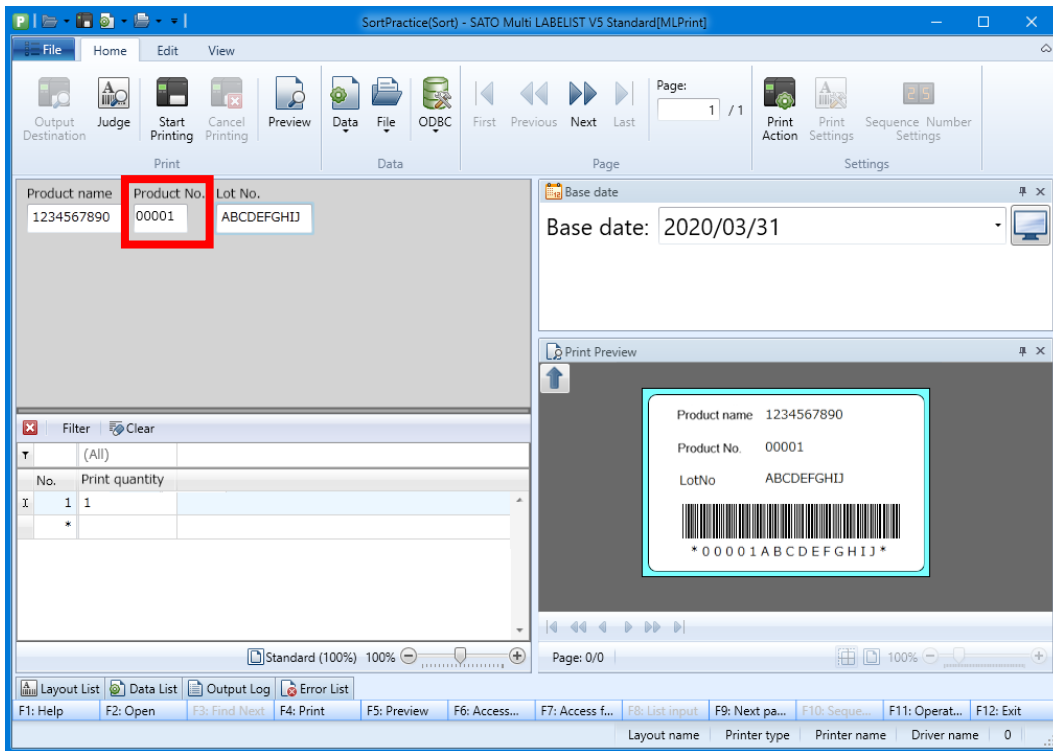 SortPractice(Sort) - SATO Multi LABELIST V5 Standard[MLPrint]
File Home Edit View
Output Destination
Judge
Start Printing
Cancel Printing
Preview
Data
File
ODBC
First
Previous
Next
Last
Page:
1 / 1
Print Action
Print Settings
Sequence Number Settings
Print
Data
Page
Settings
Product name Product No. Lot No.
1234567890 00001 ABCDEFGHIJ
Base date
Base date: 2020/03/31
Print Preview
Product name 1234567890
Product No. 00001
LotNo ABCDEFGHIJ
*00001ABCDEFGHIJ*
Filter Clear
(All)
No. Print quantity
1 1
*
Standard (100%) 100%
Page: 0/0
100%
Layout List Data List Output Log Error List
F1: Help F2: Open F3: Find Next F4: Print F5: Preview F6: Access... F7: Access f... F8: List input F9: Next pa... F10: Seque... F11: Operat... F12: Exit
Layout name Printer type Printer name Driver name 0